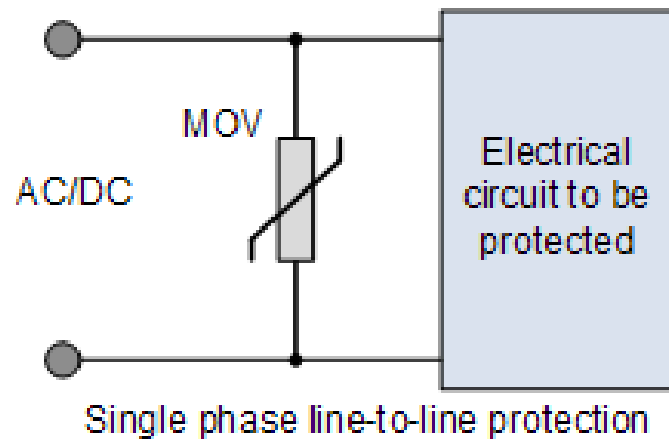 MOV
AC/DC
Electrical
circuit to be
protected
Single phase line-to-line protection